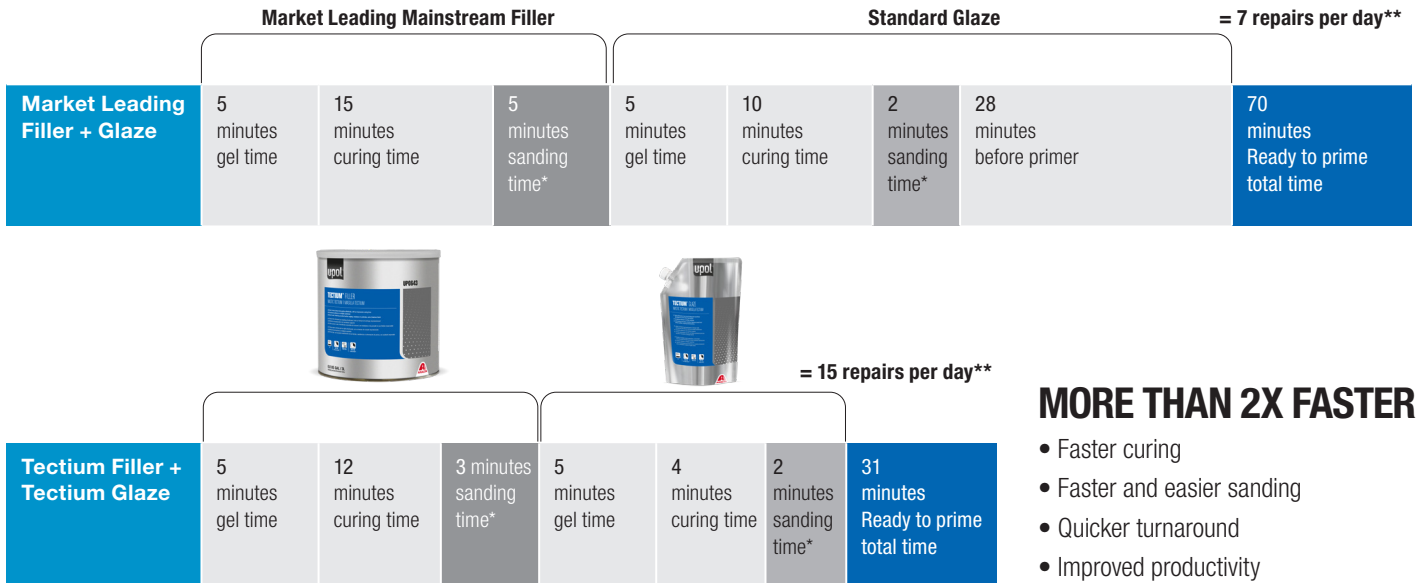 Market Leading Mainstream Filler
Standard Glaze
= 7 repairs per day**
Market Leading
Filler + Glaze
5
minutes
gel time
15
minutes
curing time
5
minutes
sanding
time*
5
minutes
gel time
10
minutes
curing time
2
minutes
sanding
time*
28
minutes
before primer
70
minutes
Ready to prime
total time
upol
UP0643
TECTIUM™ FILLER
upol
TECTIUM™ GLAZE
= 15 repairs per day**
Tectium Filler +
Tectium Glaze
5
minutes
gel time
12
minutes
curing time
3 minutes
sanding
time*
5
minutes
gel time
4
minutes
curing time
2
minutes
sanding
time*
31
minutes
Ready to prime
total time
MORE THAN 2X FASTER
• Faster curing
• Faster and easier sanding
• Quicker turnaround
• Improved productivity